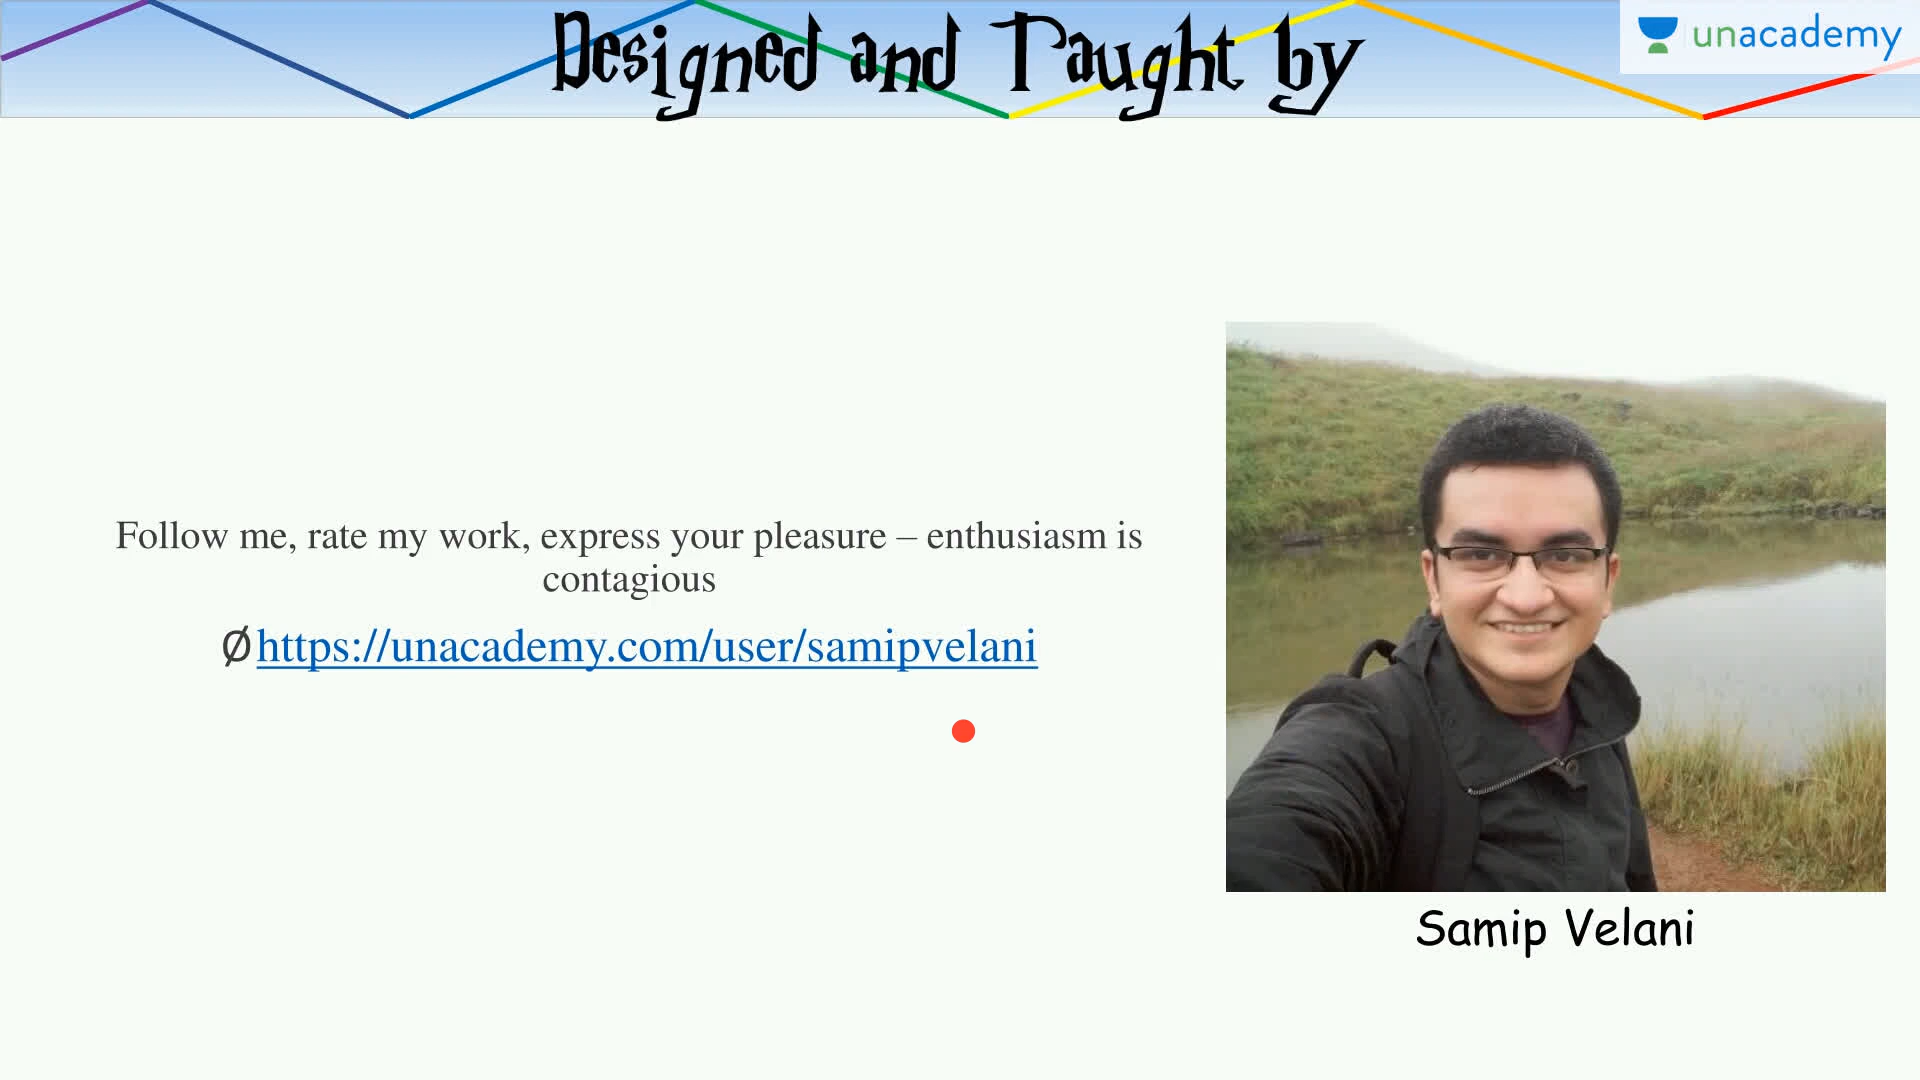 Designed and Taught by
unacademy
Follow me, rate my work, express your pleasure – enthusiasm is
contagious
Øhttps://unacademy.com/user/samipvelani
Samip Velani